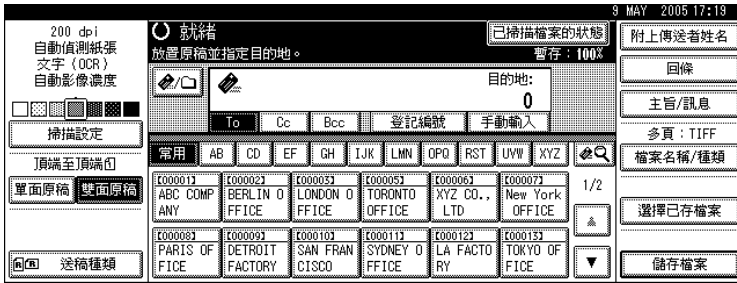 9 MAY 2005 17:19
200 dpi
自動偵測紙張
文字 (OCR)
自動影像濃度
掃描設定
頂端至頂端
單面原稿 雙面原稿
送稿種類
就緒
已掃描檔案的狀態
放置原稿並指定目的地。
暫存:100%
目的地:
0
To Cc Bcc 登記編號 手動輸入
常用 AB CD EF GH IJK LMN OPQ RST UVW XYZ
[00001] [00002] [00003] [00005] [00006] [00007]
ABC COMP BERLIN O LONDON O TORONTO XYZ CO., New York
ANY FFICE FFICE OFFICE LTD OFFICE
1/2
[00008] [00009] [00010] [00011] [00012] [00013]
PARIS OF DETROIT SAN FRAN SYDNEY O LA FACTO TOKYO OF
FICE FACTORY CISCO FFICE RY FICE
附上傳送者姓名
回條
主旨/訊息
多頁:TIFF
檔案名稱/種類
選擇已存檔案
儲存檔案